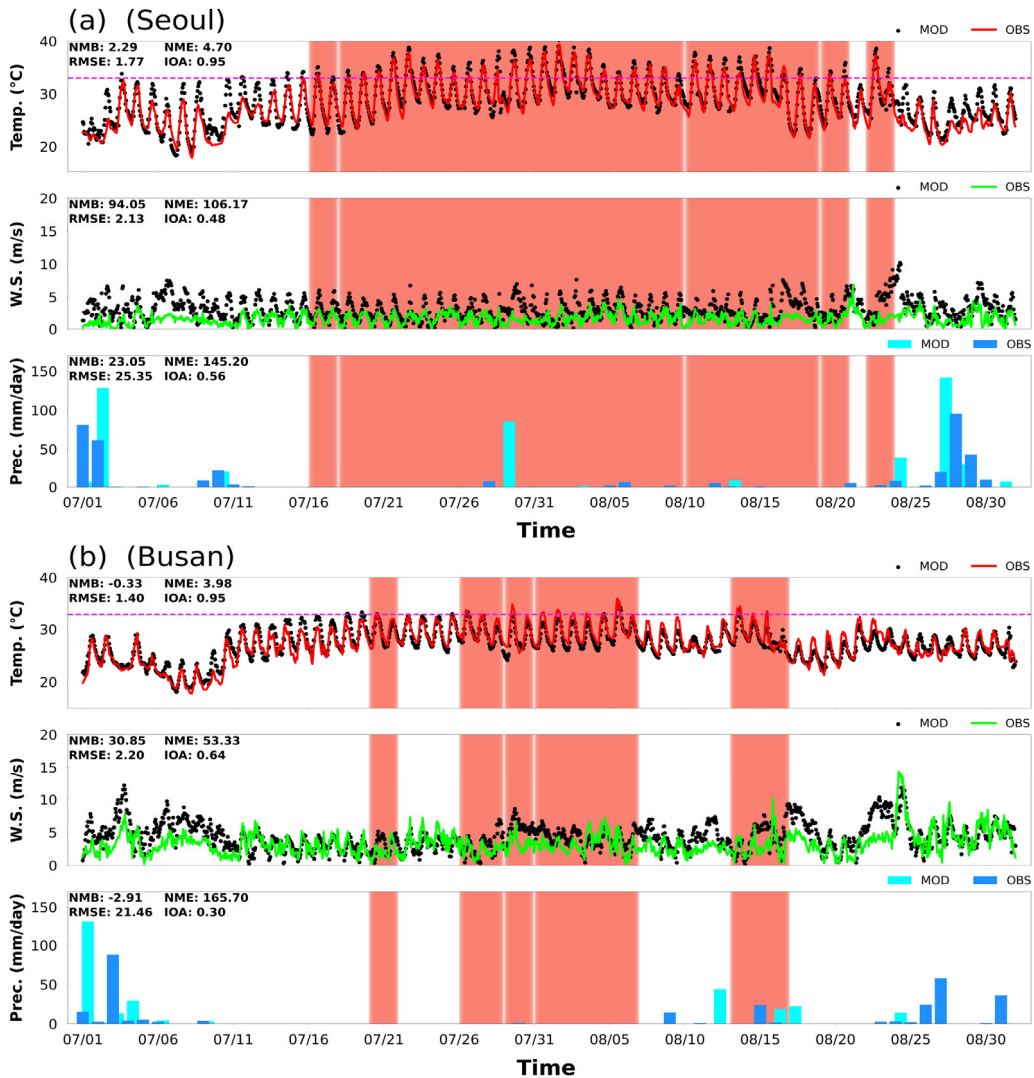 (a) (Seoul)
MOD OBS
NMB: 2.29 NME: 4.70
RMSE: 1.77 IOA: 0.95
Temp. (°C)
40
30
20
MOD OBS
NMB: 94.05 NME: 106.17
RMSE: 2.13 IOA: 0.48
W.S. (m/s)
20
15
10
5
0
MOD OBS
NMB: 23.05 NME: 145.20
RMSE: 25.35 IOA: 0.56
Prec. (mm/day)
150
100
50
0
07/01 07/06 07/11 07/16 07/21 07/26 07/31 08/05 08/10 08/15 08/20 08/25 08/30
Time
(b) (Busan)
MOD OBS
NMB: -0.33 NME: 3.98
RMSE: 1.40 IOA: 0.95
Temp. (°C)
40
30
20
MOD OBS
NMB: 30.85 NME: 53.33
RMSE: 2.20 IOA: 0.64
W.S. (m/s)
20
15
10
5
0
MOD OBS
NMB: -2.91 NME: 165.70
RMSE: 21.46 IOA: 0.30
Prec. (mm/day)
150
100
50
0
07/01 07/06 07/11 07/16 07/21 07/26 07/31 08/05 08/10 08/15 08/20 08/25 08/30
Time